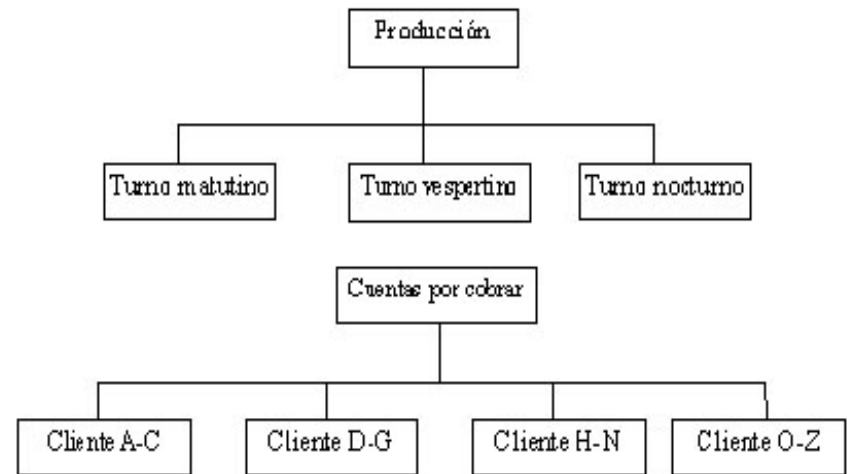 Producción
Turno matutino
Turno vespertino
Turno nocturno
Cuentas por cobrar
Cliente A-C
Cliente D-G
Cliente H-N
Cliente O-Z